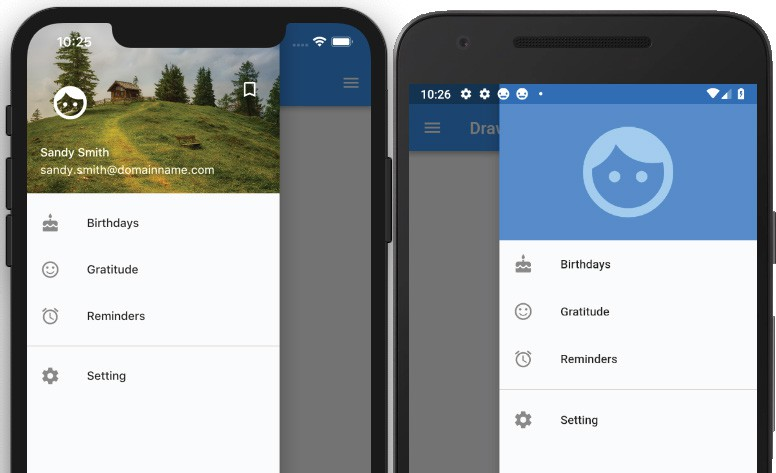 10:25
Sandy Smith
sandy.smith@domainname.com
Birthdays
Gratitude
Reminders
Setting
10:26
Draw
Birthdays
Gratitude
Reminders
Setting